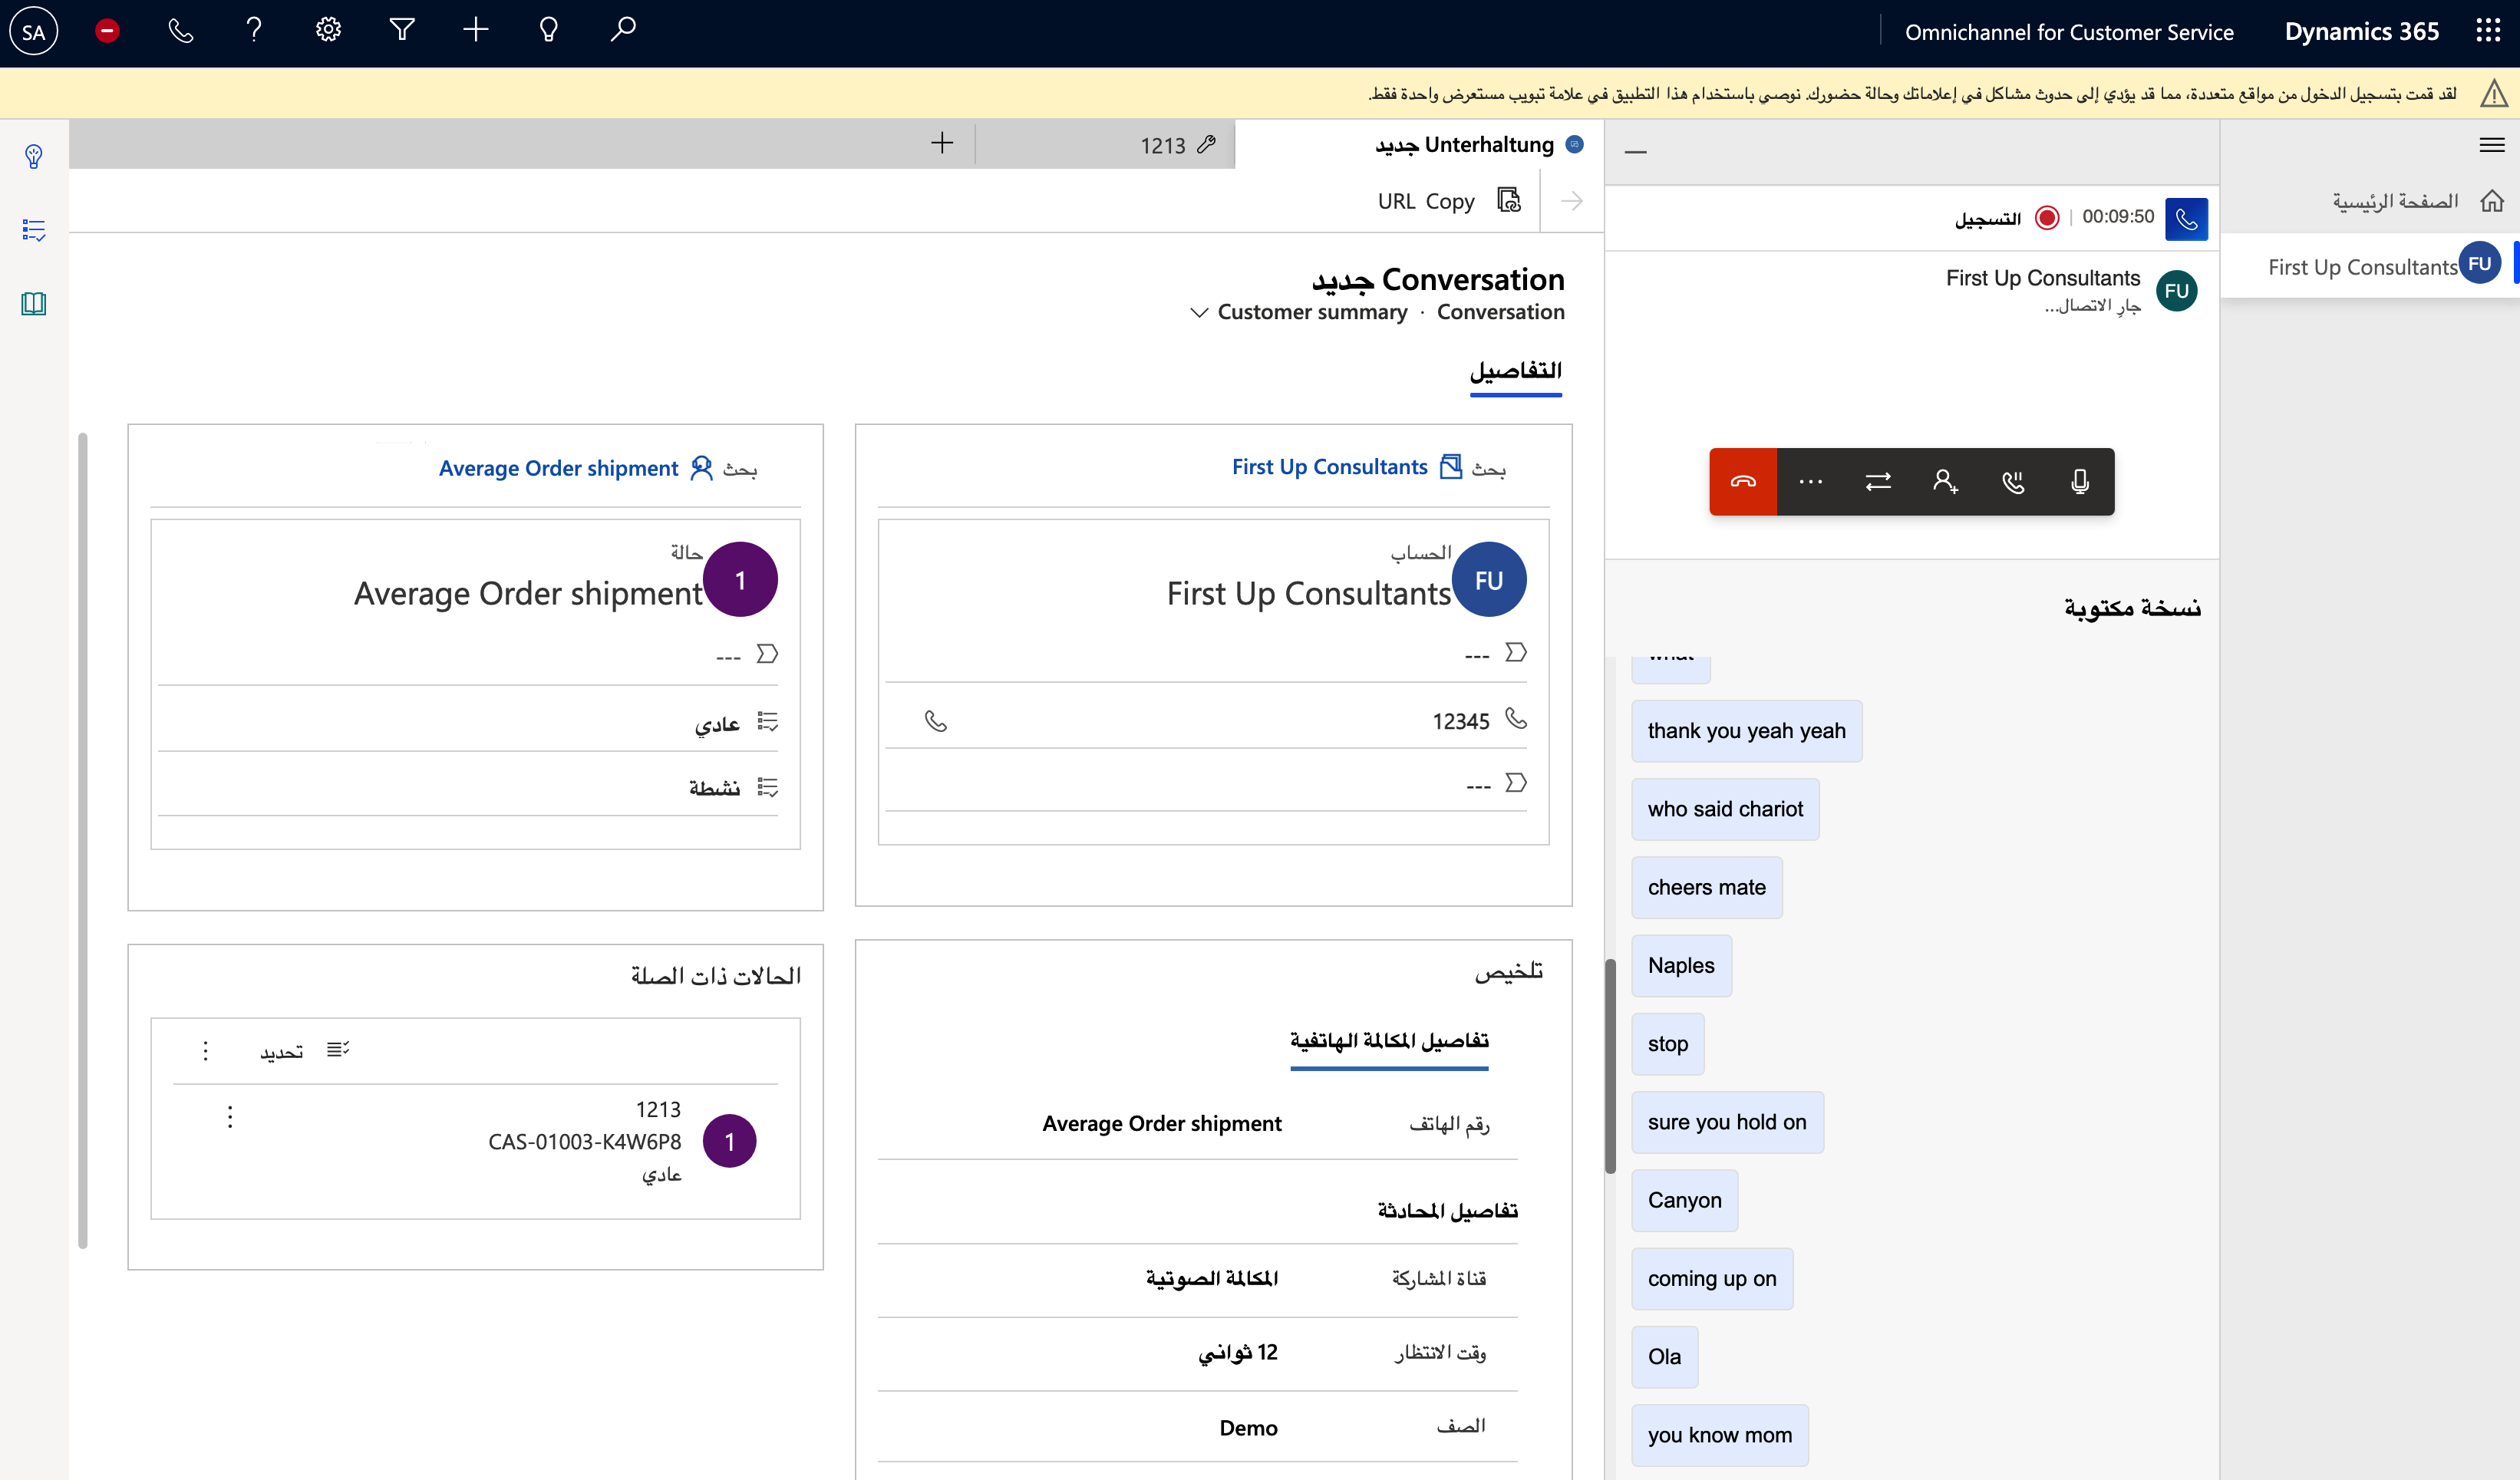 SA
Omnichannel for Customer Service
Dynamics 365
لقد قمت بتسجيل الدخول من مواقع متعددة، مما قد يؤدي إلى حدوث مشاكل في إعلاماتك وحالة حضورك. نوصي باستخدام هذا التطبيق في علامة تبويب مستعرض واحدة فقط.
الصفحة الرئيسية
FU First Up Consultants
00:09:50 | التسجيل
FU
First Up Consultants
جارِ الاتصال...
نسخة مكتوبة
what
thank you yeah yeah
who said chariot
cheers mate
Naples
stop
sure you hold on
Canyon
coming up on
Ola
you know mom
Unterhaltung جديد
1213
URL Copy
Conversation جديد
Conversation · Customer summary
التفاصيل
بحث First Up Consultants
الحساب
FU
First Up Consultants
---
12345
---
بحث Average Order shipment
حالة
1
Average Order shipment
---
عادي
نشطة
تلخيص
تفاصيل المكالمة الهاتفية
رقم الهاتف Average Order shipment
تفاصيل المحادثة
قناة المشاركة المكالمة الصوتية
وقت الانتظار 12 ثواني
الصف Demo
الحالات ذات الصلة
تحديد
1213
1
CAS-01003-K4W6P8
عادي